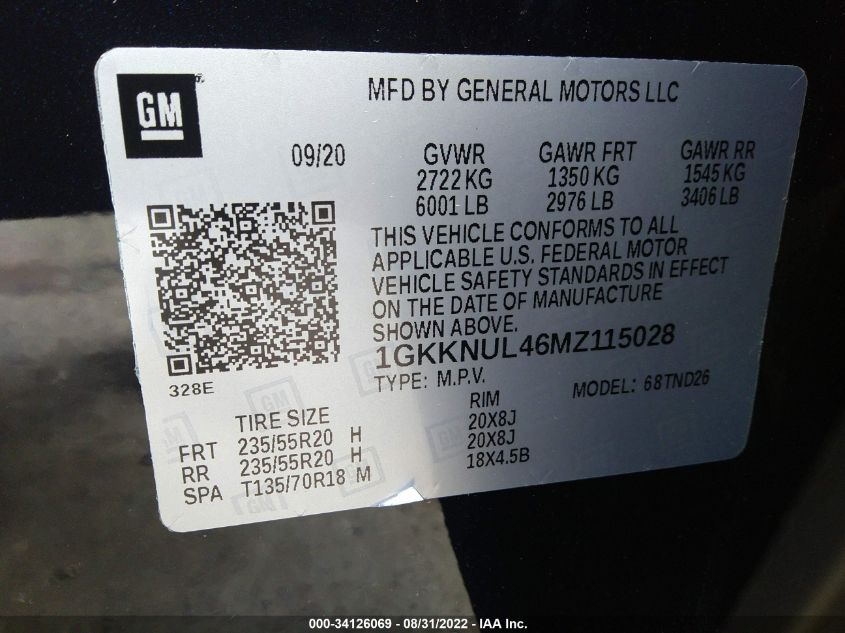 GM
MFD BY GENERAL MOTORS LLC
09/20 GVWR GAWR FRT GAWR RR
2722 KG 1350 KG 1545 KG
6001 LB 2976 LB 3406 LB
THIS VEHICLE CONFORMS TO ALL
APPLICABLE U.S. FEDERAL MOTOR
VEHICLE SAFETY STANDARDS IN EFFECT
ON THE DATE OF MANUFACTURE
SHOWN ABOVE.
1GKKNUL46MZ115028
TYPE: M.P.V. MODEL: 68TND26
328E
TIRE SIZE RIM
FRT 235/55R20 H 20X8J
RR 235/55R20 H 20X8J
SPA T135/70R18 M 18X4.5B
000-34126069 - 08/31/2022 - IAA Inc.